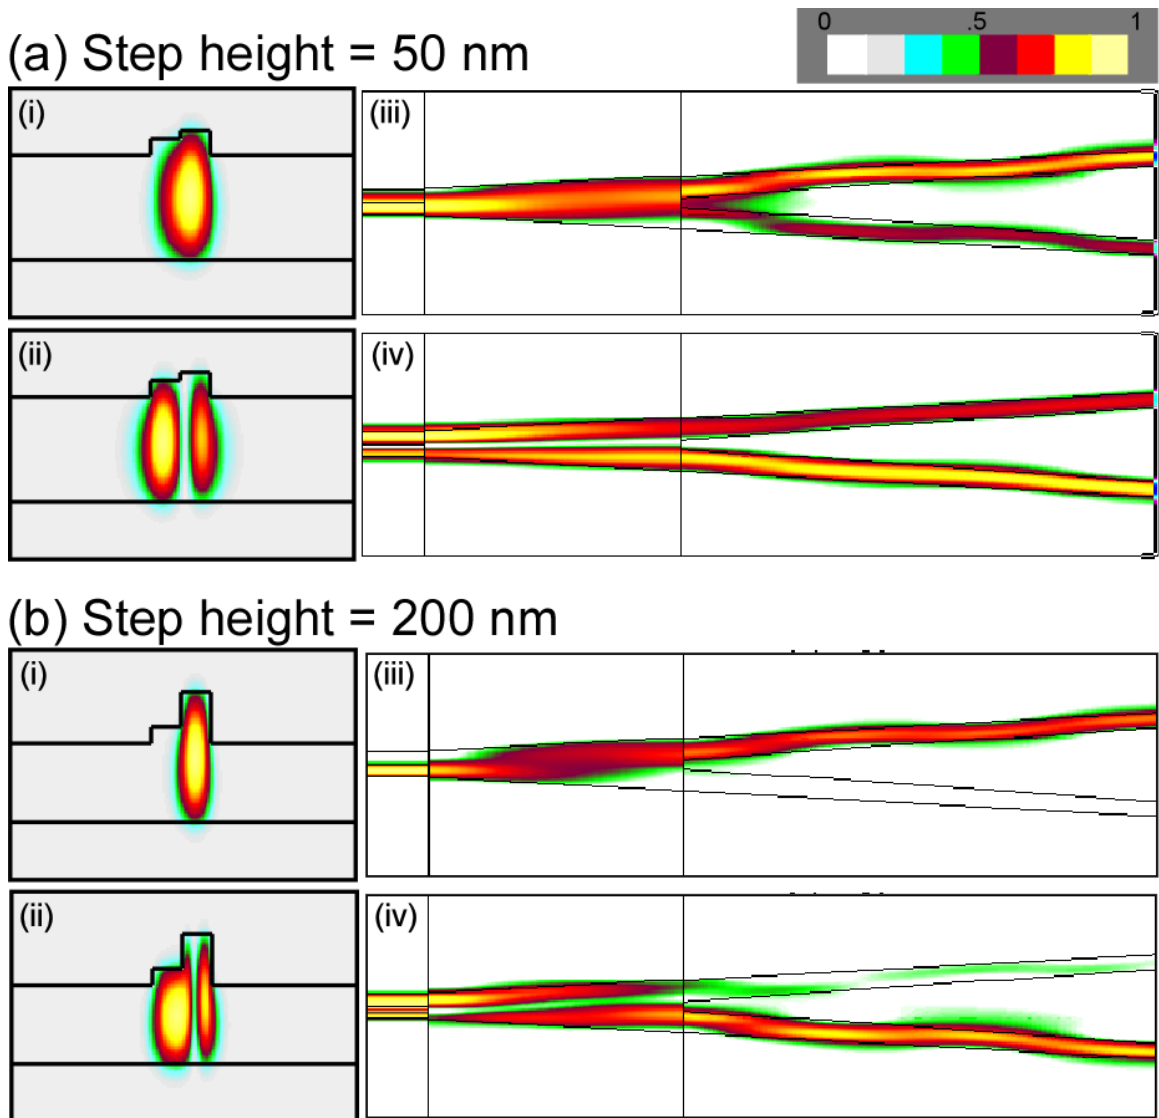 0 .5 1
(a) Step height = 50 nm
(i)
(iii)
(ii)
(iv)
(b) Step height = 200 nm
(i)
(iii)
(ii)
(iv)